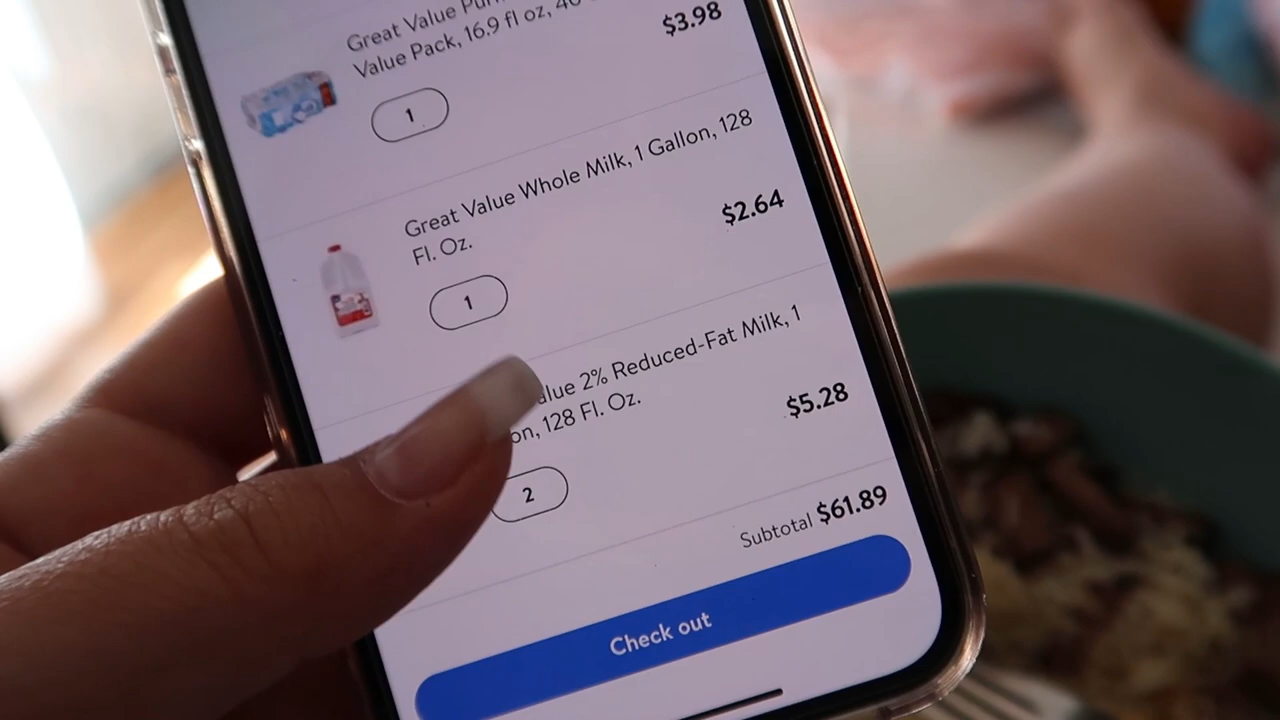 Great Value
Value Pack, 16.9 fl oz, 40
$3.98
1
Great Value Whole Milk, 1 Gallon, 128
Fl. Oz.
$2.64
1
alue 2% Reduced-Fat Milk, 1
on, 128 Fl. Oz.
$5.28
2
Subtotal $61.89
Check out